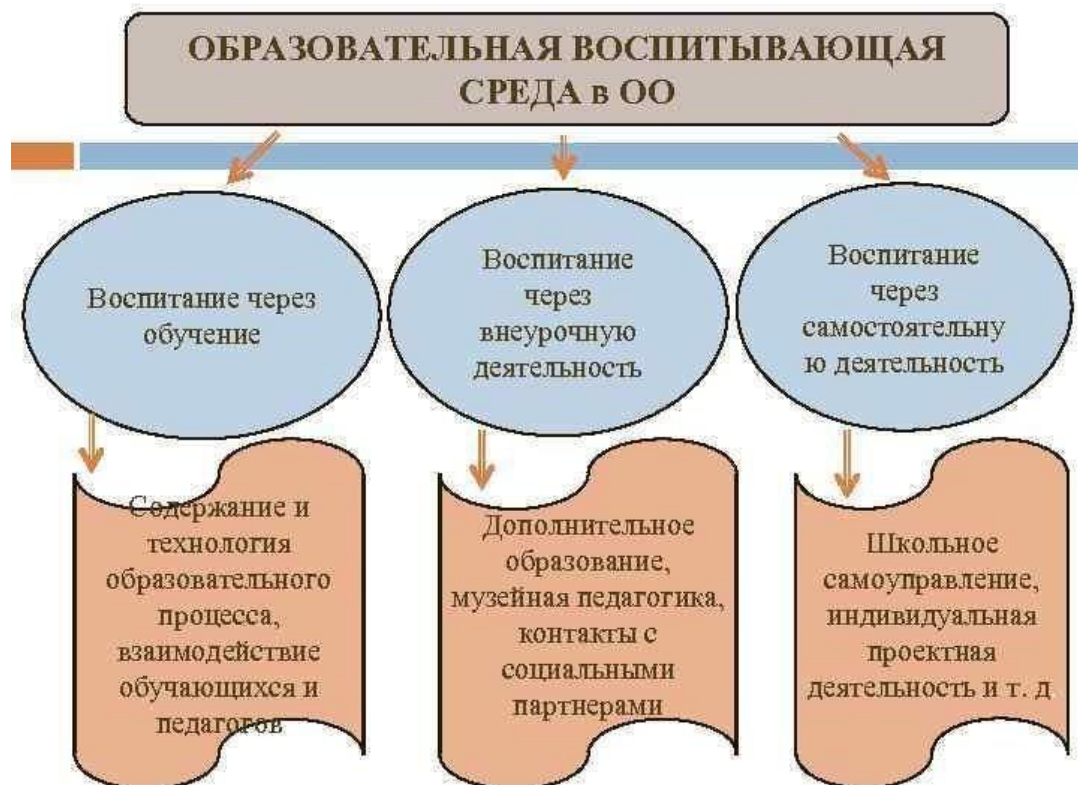 ОБРАЗОВАТЕЛЬНАЯ ВОСПИТЫВАЮЩАЯ
СРЕДА в ОО
Воспитание через
обучение
Воспитание
через
внеурочную
деятельность
Воспитание
через
самостоятельну
ю деятельность
Содержание и
технология
образовательного
процесса,
взаимодействие
обучающихся и
педагогов
Дополнительное
образование,
музейная педагогика,
контакты с
социальными
партнерами
Школьное
самоуправление,
индивидуальная
проектная
деятельность и т. д